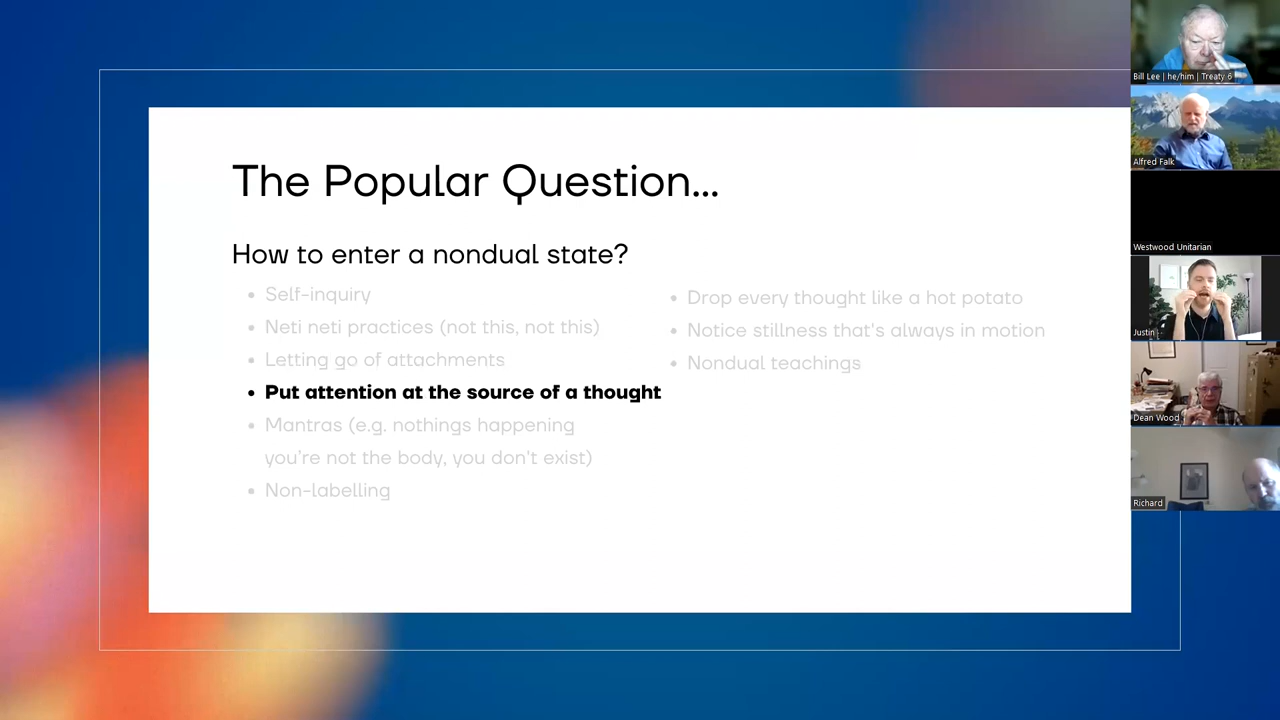 The Popular Question...
How to enter a nondual state?
• Self-inquiry
• Neti neti practices (not this, not this)
• Letting go of attachments
• Put attention at the source of a thought
• Mantras (e.g. nothings happening
you're not the body, you don't exist)
• Non-labelling
• Drop every thought like a hot potato
• Notice stillness that's always in motion
• Nondual teachings
Bill Lee | he/him | Treaty 6
Alfred Falk
Westwood Unitarian
Justin
Dean Wood
Richard